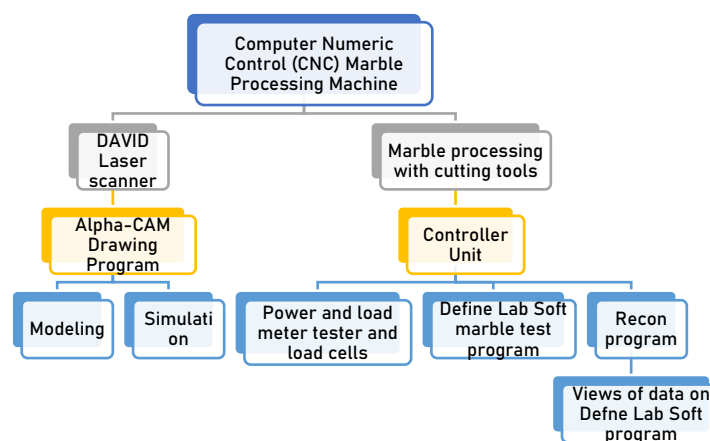 Computer Numeric
Control (CNC) Marble
Processing Machine
DAVID
Laser
scanner
Marble processing
with cutting tools
Alpha-CAM
Drawing
Program
Controller
Unit
Modeling
Simulati
on
Power and load
meter tester and
load cells
Define Lab Soft
marble test
program
Recon
program
Views of data on
Defne Lab Soft
program